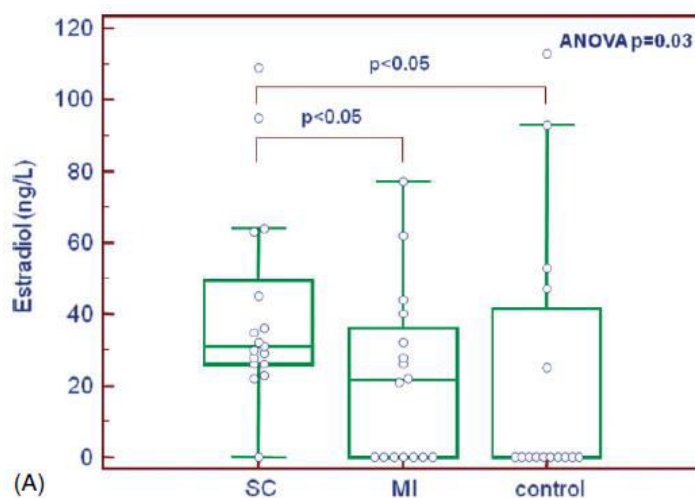 120
ANOVA p=0.03
p<0.05
100
p<0.05
80
Estradiol (ng/L)
60
40
20
0
(A)
SC
MI
control